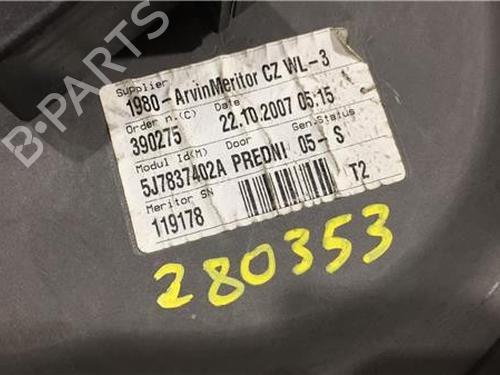 B-PARTS
Supplier
1980-ArvinMeritor CZ WL-3
Order n.(C) Date
390275 22.10.2007 05:15
Modul Id(M) Door Gen.Status
5J7837402A PREDNI 05-S
Meritor SN
119178 T2
280353